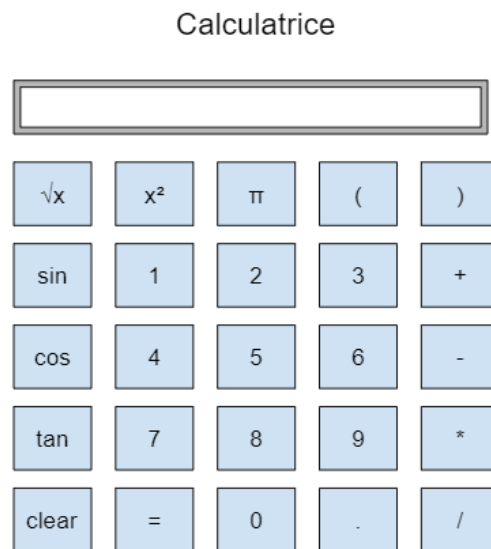 Calculatrice
√x x² π ( )
sin 1 2 3 +
cos 4 5 6 -
tan 7 8 9 *
clear = 0 . /